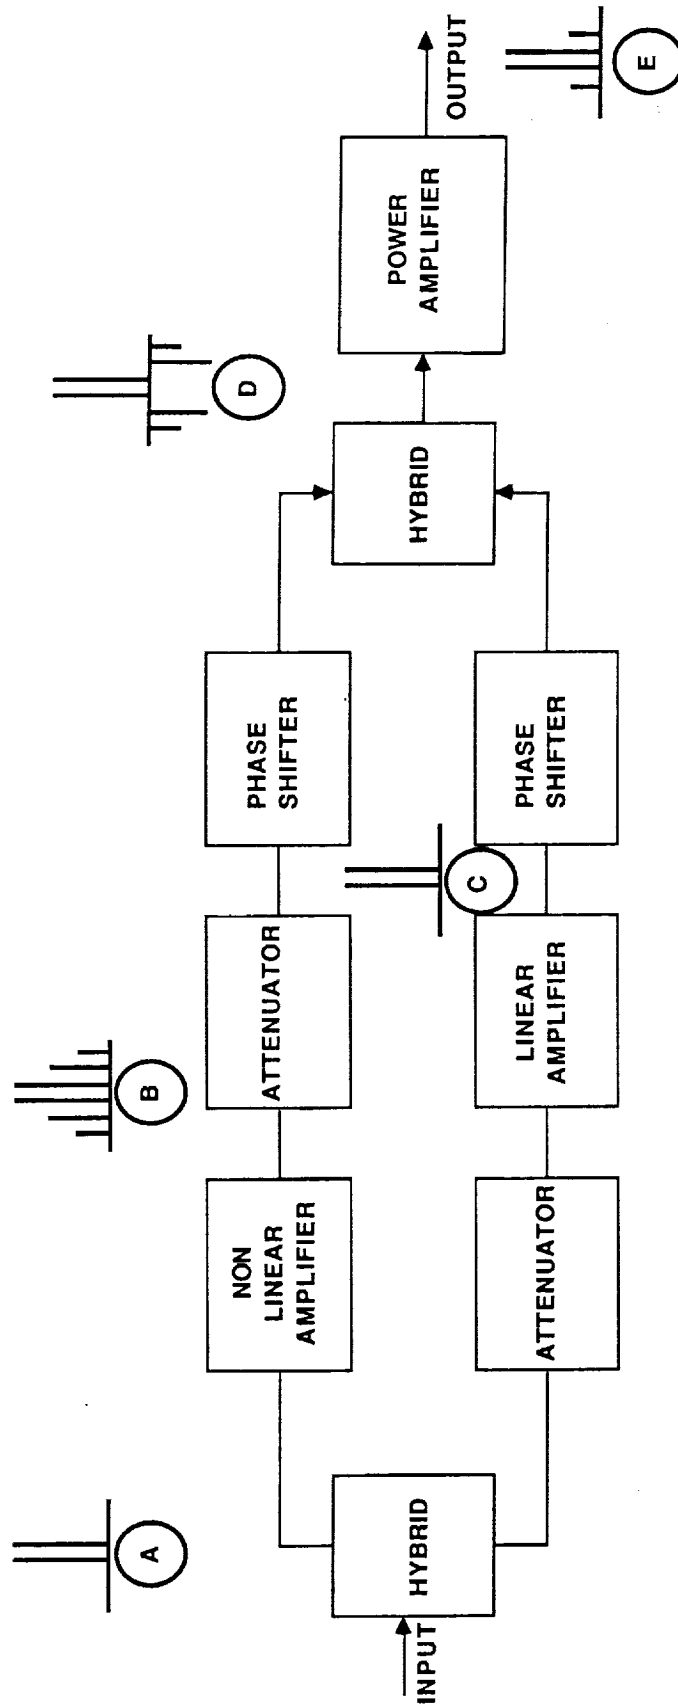 A
B
C
D
E
INPUT
HYBRID
NON
LINEAR
AMPLIFIER
ATTENUATOR
PHASE
SHIFTER
ATTENUATOR
LINEAR
AMPLIFIER
PHASE
SHIFTER
HYBRID
POWER
AMPLIFIER
OUTPUT